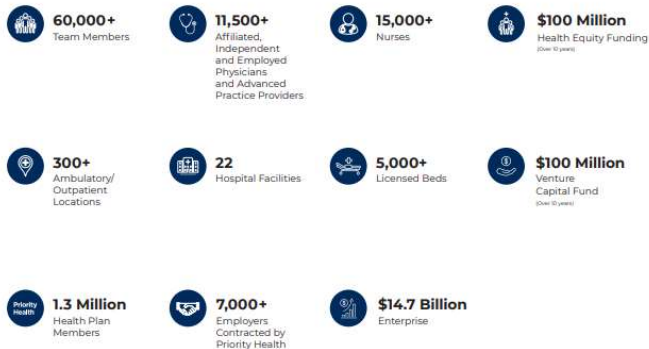 60,000+
Team Members
11,500+
Affiliated,
Independent
and Employed
Physicians
and Advanced
Practice Providers
15,000+
Nurses
$100 Million
Health Equity Funding
(Over 10 years)
300+
Ambulatory/
Outpatient
Locations
22
Hospital Facilities
5,000+
Licensed Beds
$100 Million
Venture
Capital Fund
(Over 10 years)
Priority
Health
1.3 Million
Health Plan
Members
7,000+
Employers
Contracted by
Priority Health
$14.7 Billion
Enterprise